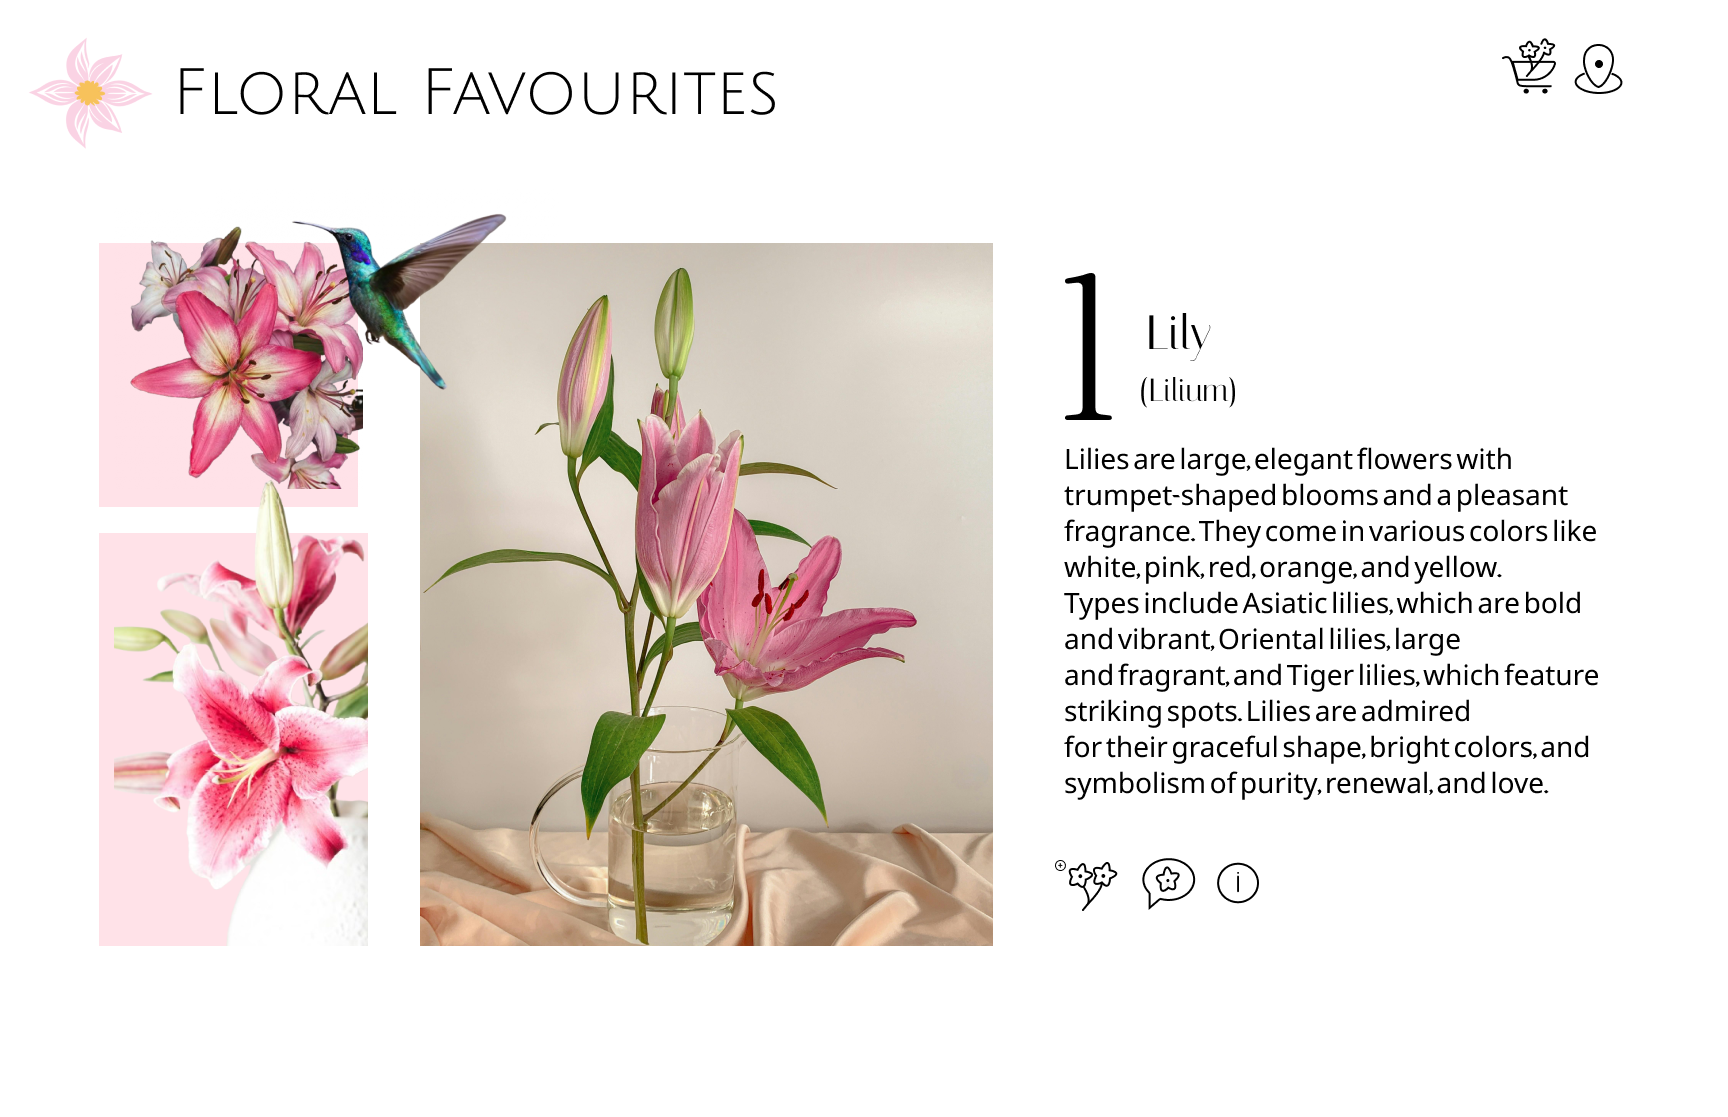 Floral Favourites
1
Lily
(Lilium)
Lilies are large, elegant flowers with
trumpet-shaped blooms and a pleasant
fragrance. They come in various colors like
white, pink, red, orange, and yellow.
Types include Asiatic lilies, which are bold
and vibrant, Oriental lilies, large
and fragrant, and Tiger lilies, which feature
striking spots. Lilies are admired
for their graceful shape, bright colors, and
symbolism of purity, renewal, and love.
i